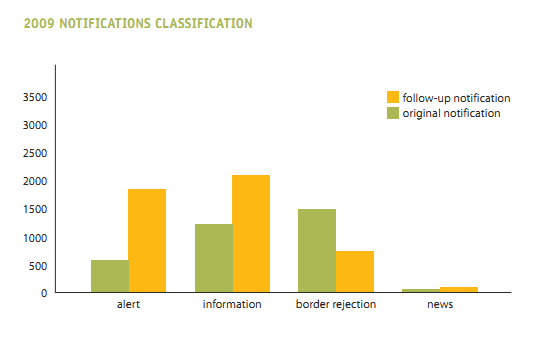 2009 NOTIFICATIONS CLASSIFICATION
follow-up notification
original notification
3500
3000
2500
2000
1500
1000
500
0
alert
information
border rejection
news